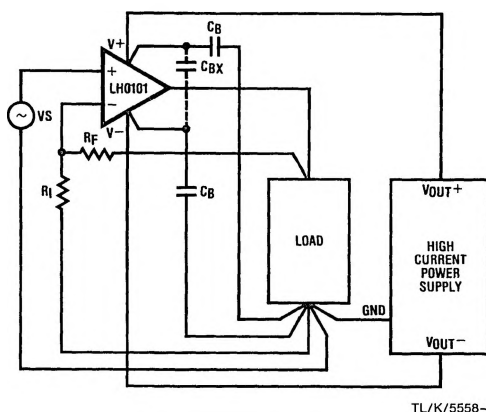 V+
CB
CBX
LH0101
+
−
VS
V−
RF
RI
CB
LOAD
VOUT+
HIGH
CURRENT
POWER
SUPPLY
GND
VOUT−
TL/K/5558–